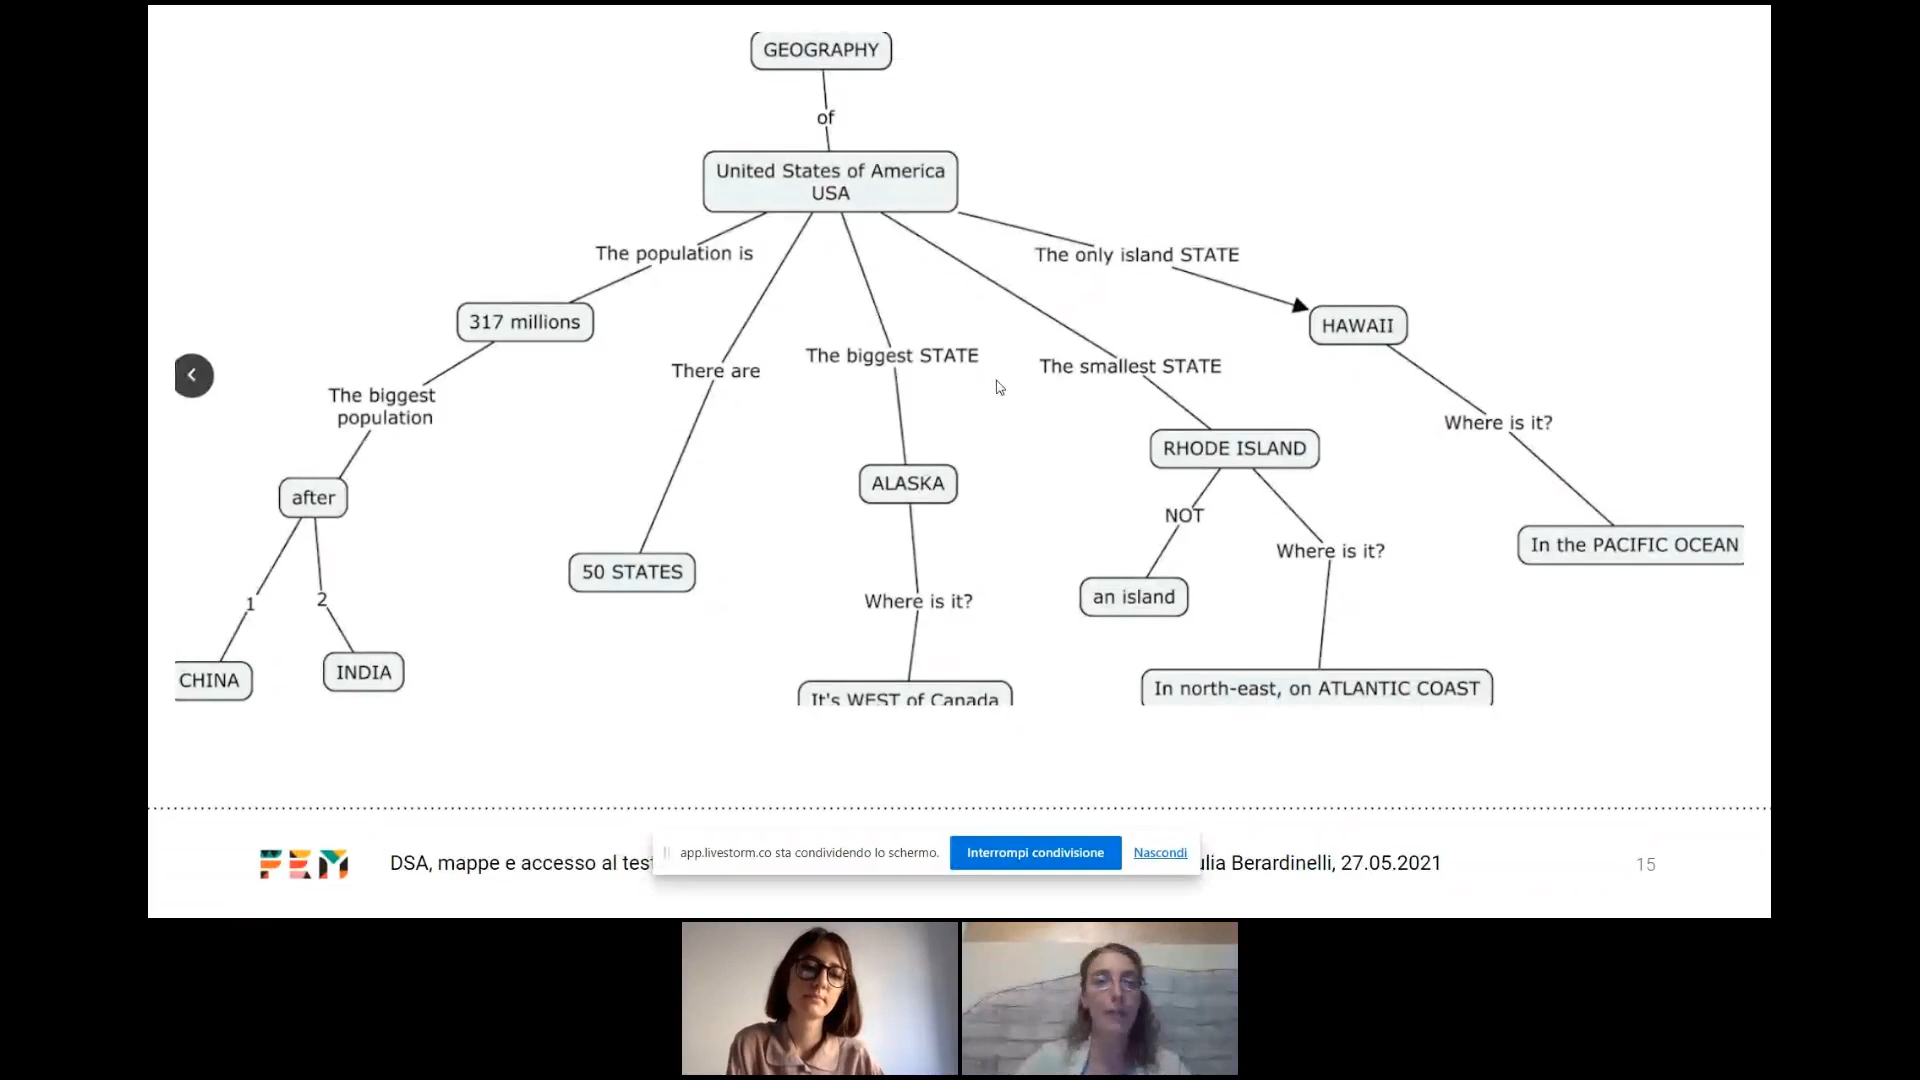 GEOGRAPHY
of
United States of America
USA
The population is
The only island STATE
317 millions
HAWAII
There are
The biggest STATE
The smallest STATE
The biggest
population
Where is it?
RHODE ISLAND
ALASKA
after
NOT
Where is it?
In the PACIFIC OCEAN
50 STATES
an island
1
2
Where is it?
CHINA
INDIA
It's WEST of Canada
In north-east, on ATLANTIC COAST
FEM
DSA, mappe e accesso al test
app.livestorm.co sta condividendo lo schermo.
Interrompi condivisione
Nascondi
ulia Berardinelli, 27.05.2021
15